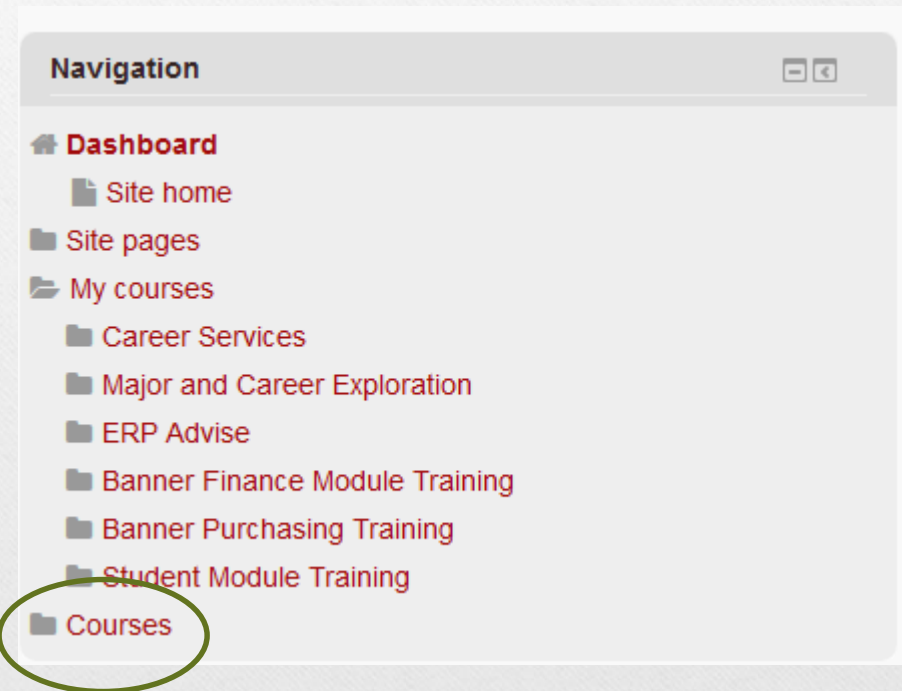 Navigation
Dashboard
Site home
Site pages
My courses
Career Services
Major and Career Exploration
ERP Advise
Banner Finance Module Training
Banner Purchasing Training
Student Module Training
Courses